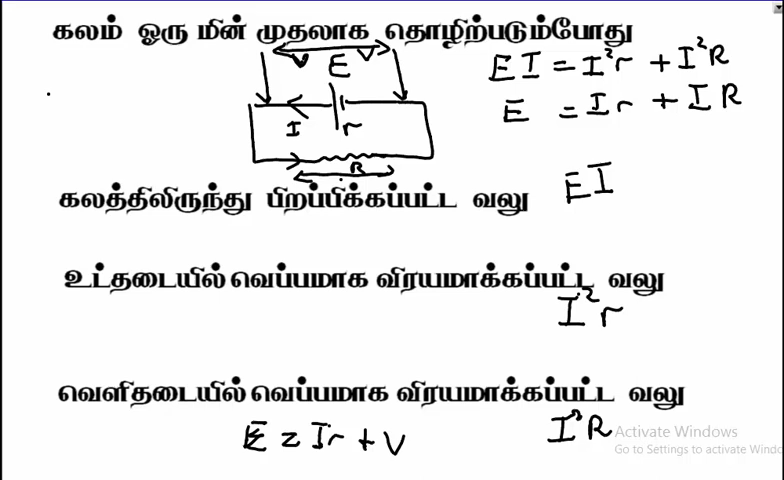 கலம் ஒரு மின் முதலாக தொழிற்படும்போது
V E V
I r
R
EI = I²r + I²R
E = Ir + IR
கலத்திலிருந்து பிறப்பிக்கப்பட்ட வலு EI
உட்தடையில் வெப்பமாக விரயமாக்கப்பட்ட வலு
I²r
வெளிதடையில் வெப்பமாக விரயமாக்கப்பட்ட வலு
E = Ir + V I²R
Activate Windows
Go to Settings to activate Windo